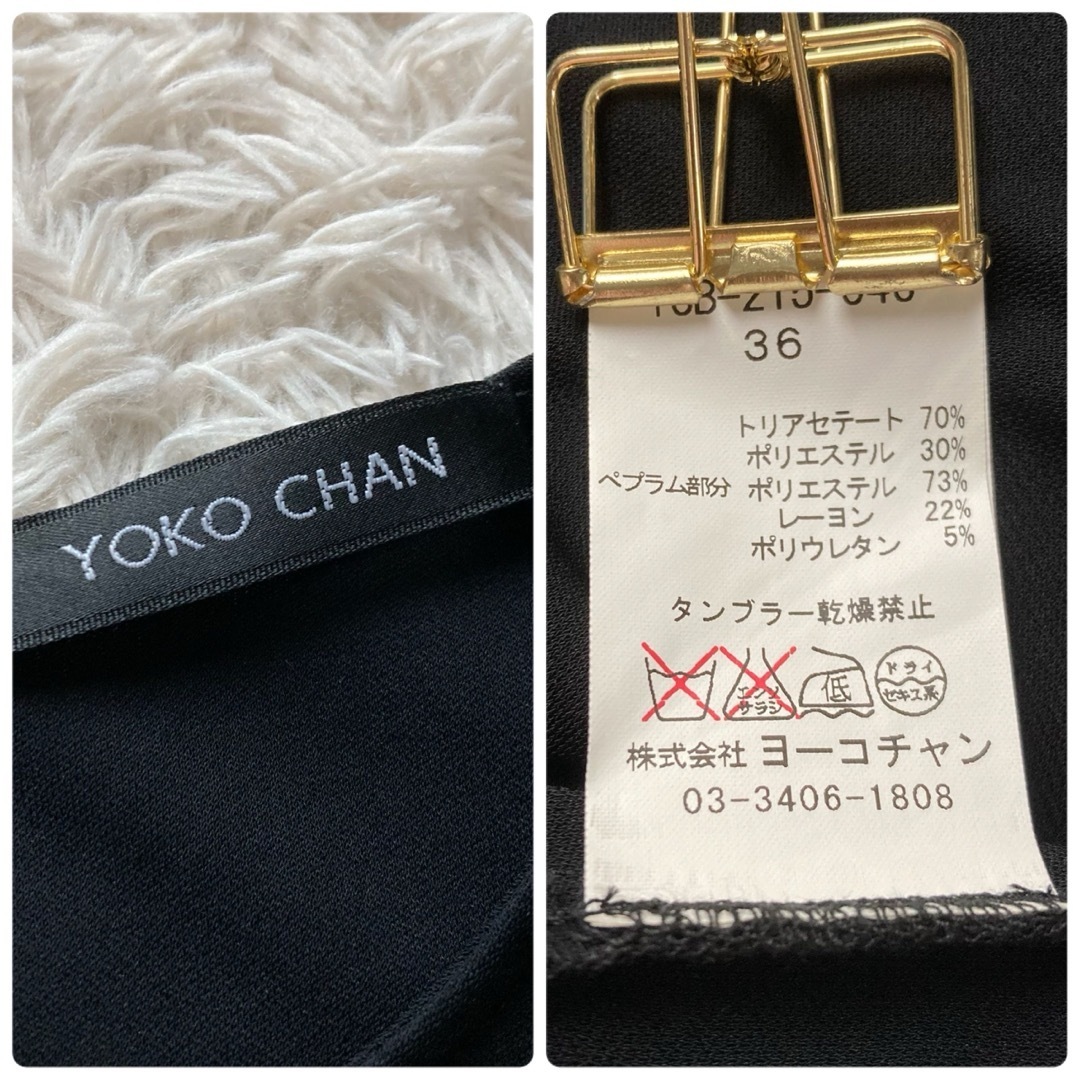 YOKO CHAN
36
トリアセテート 70%
ポリエステル 30%
ペプラム部分 ポリエステル 73%
レーヨン 22%
ポリウレタン 5%
タンブラー乾燥禁止
エンソ サラシ 低 ドライ セキユ系
株式会社 ヨーコチャン
03-3406-1808